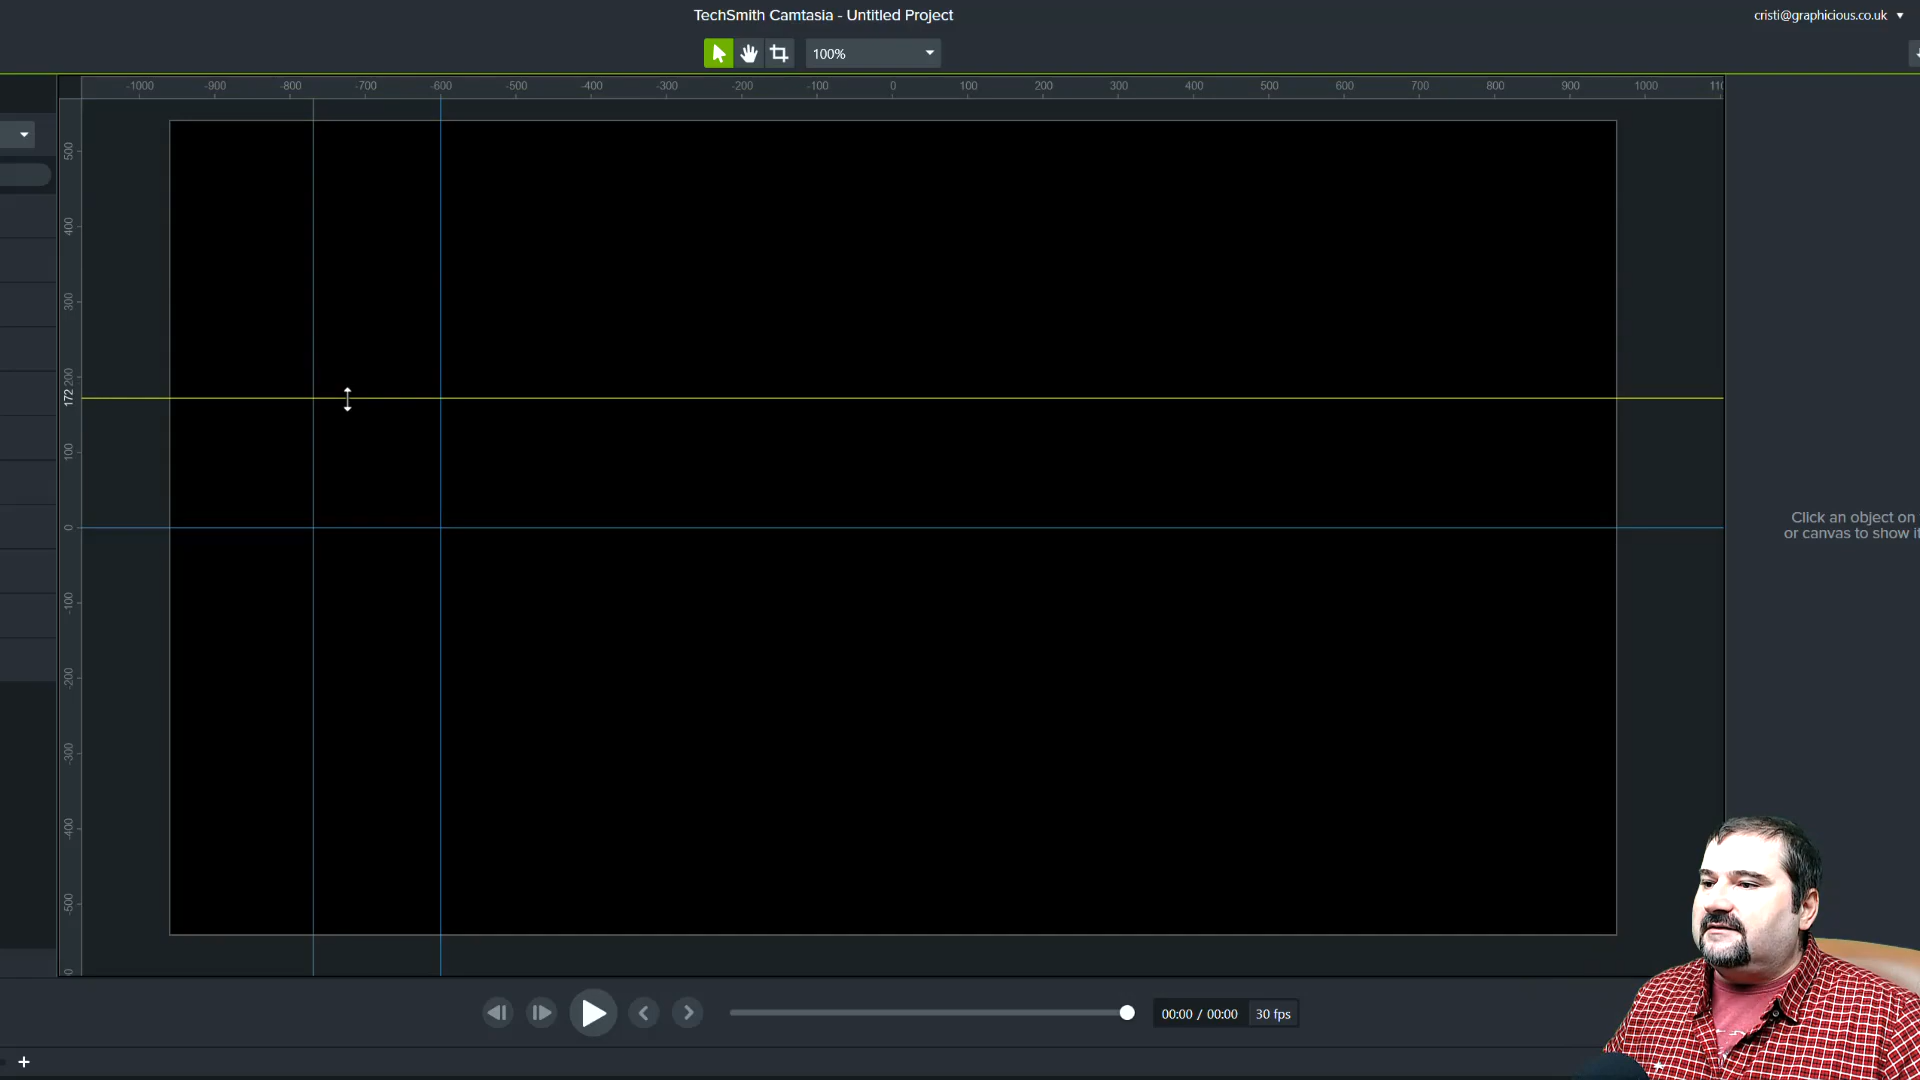 TechSmith Camtasia - Untitled Project
cristi@graphicious.co.uk
100%
-1000 -900 -800 -700 -600 -500 -400 -300 -200 -100 0 100 200 300 400 500 600 700 800 900 1000
500
400
300
200
172
100
0
-100
-200
-300
-400
-500
Click an object on
or canvas to show
00:00 / 00:00
30 fps